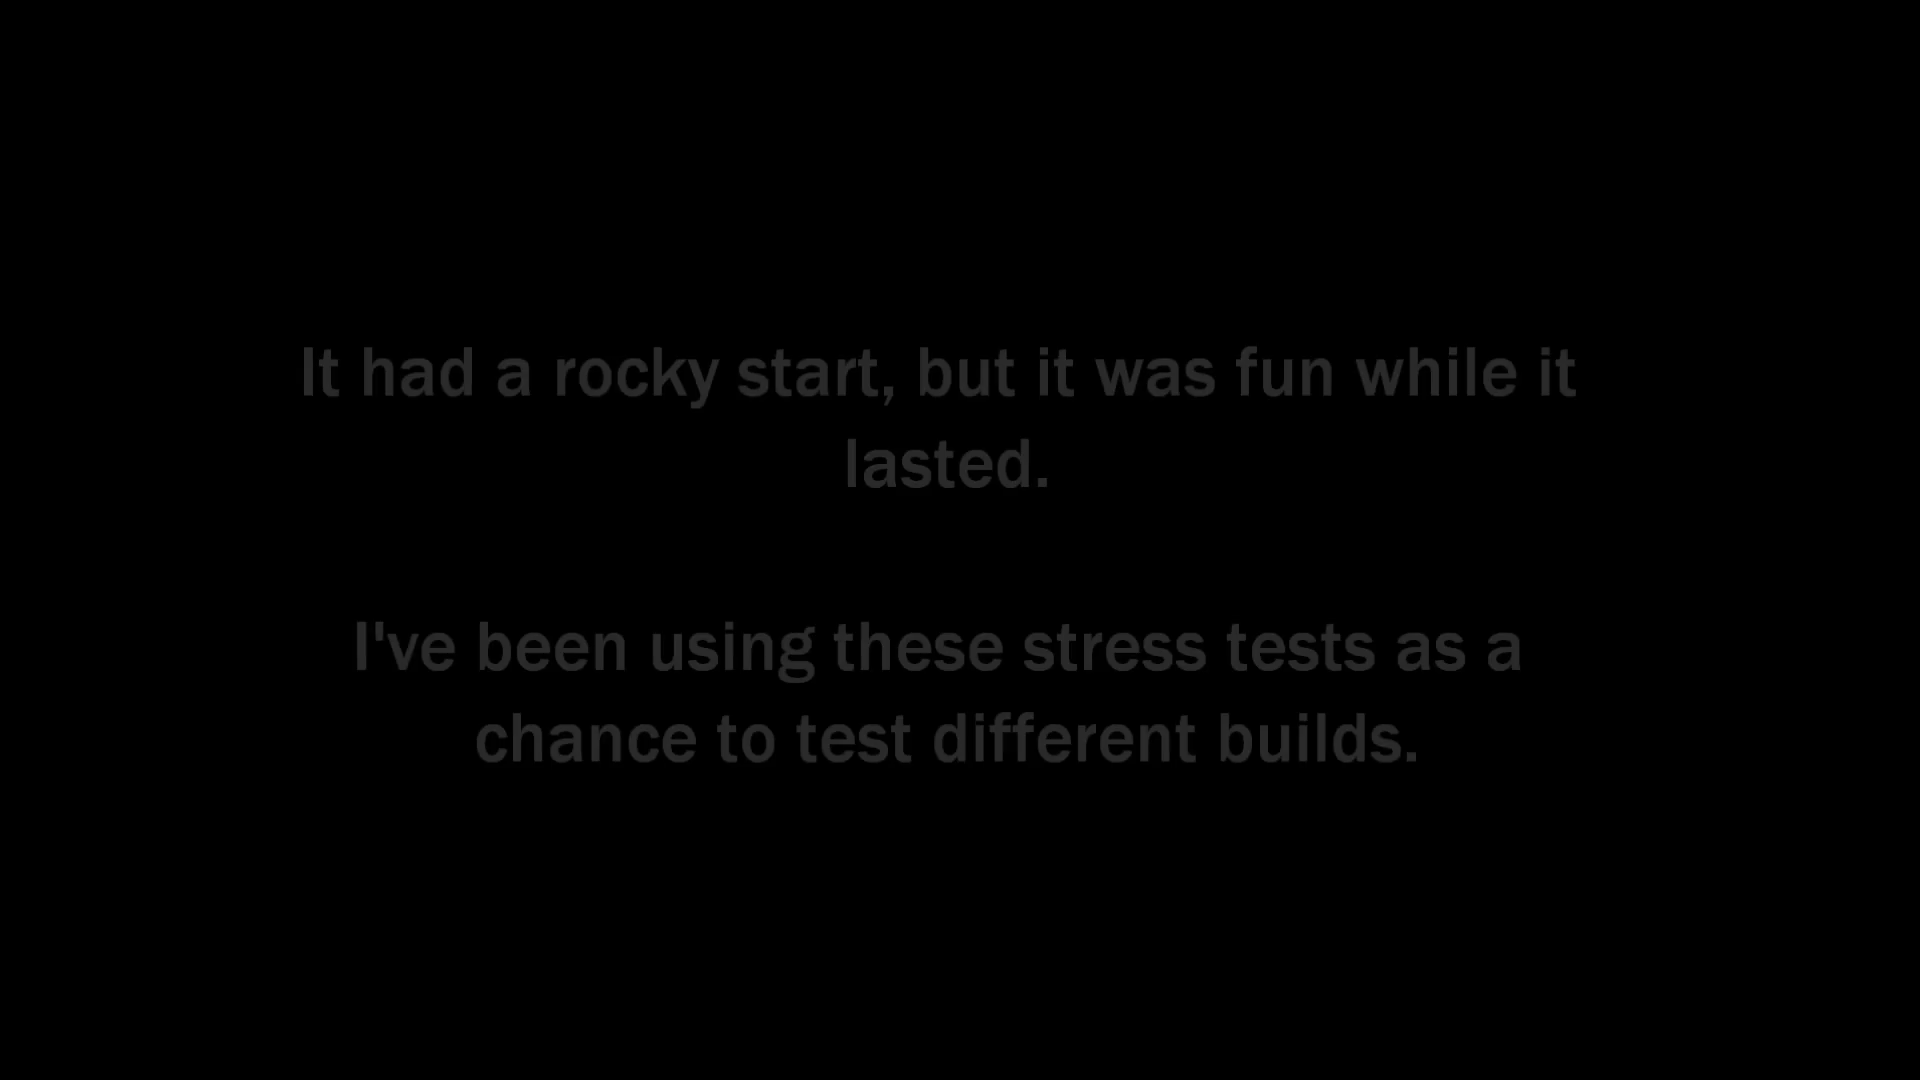 It had a rocky start, but it was fun while it
lasted.
I've been using these stress tests as a
chance to test different builds.